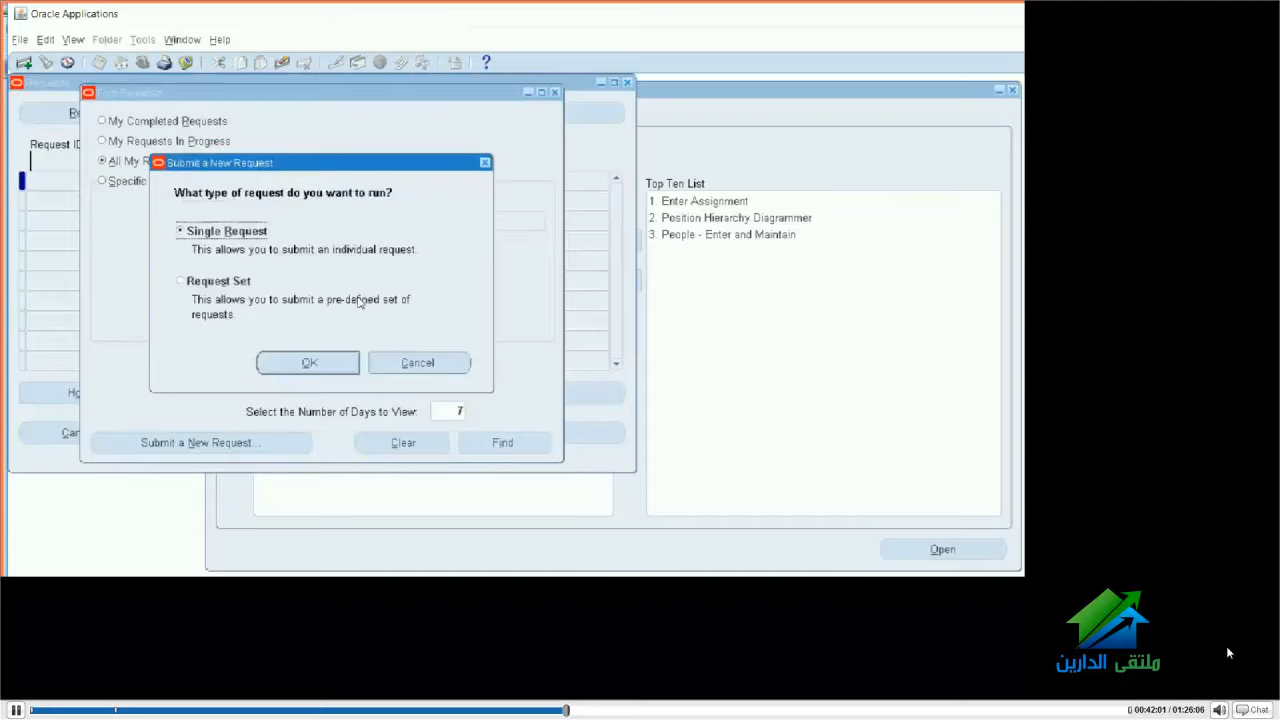 Oracle Applications
File Edit View Folder Tools Window Help
Requests
Find Requests
My Completed Requests
My Requests In Progress
Request ID
All My R
Specific
Submit a New Request
What type of request do you want to run?
Single Request
This allows you to submit an individual request.
Request Set
This allows you to submit a pre-defined set of
requests.
OK Cancel
Select the Number of Days to View: 7
Submit a New Request... Clear Find
Top Ten List
1. Enter Assignment
2. Position Hierarchy Diagrammer
3. People - Enter and Maintain
Open
ملتقى الدارين
00:42:01 / 01:26:06 Chat